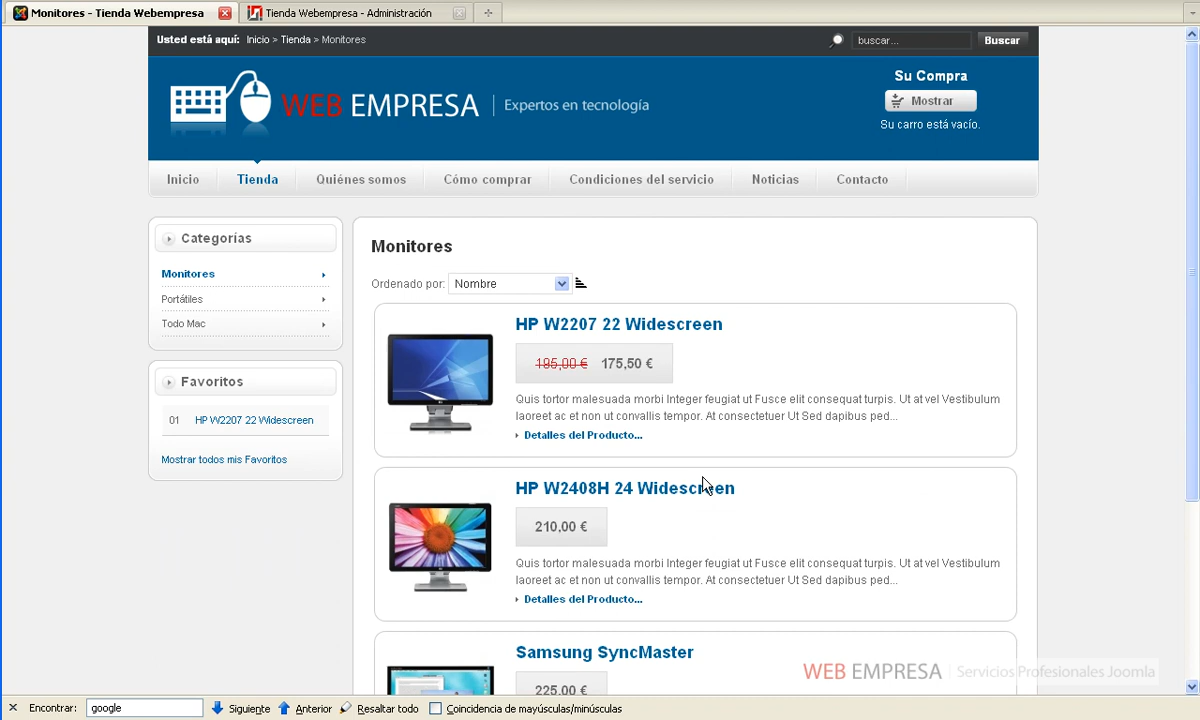 Monitores - Tienda Webempresa
Tienda Webempresa - Administración
Usted está aquí: Inicio » Tienda » Monitores
buscar...
Buscar
WEB EMPRESA
Expertos en tecnología
Su Compra
Mostrar
Su carro está vacío.
Inicio
Tienda
Quiénes somos
Cómo comprar
Condiciones del servicio
Noticias
Contacto
Categorías
Monitores
Portátiles
Todo Mac
Favoritos
01 HP W2207 22 Widescreen
Mostrar todos mis Favoritos
Monitores
Ordenado por: Nombre
HP W2207 22 Widescreen
195,00 € 175,50 €
Quis tortor malesuada morbi Integer feugiat ut Fusce elit consequat turpis. Ut at vel Vestibulum
laoreet ac et non ut convallis tempor. At consectetuer Ut Sed dapibus ped...
Detalles del Producto...
HP W2408H 24 Widescreen
210,00 €
Quis tortor malesuada morbi Integer feugiat ut Fusce elit consequat turpis. Ut at vel Vestibulum
laoreet ac et non ut convallis tempor. At consectetuer Ut Sed dapibus ped...
Detalles del Producto...
Samsung SyncMaster
225,00 €
WEB EMPRESA Servicios Profesionales Joomla
Encontrar: google Siguiente Anterior Resaltar todo Coincidencia de mayúsculas/minúsculas